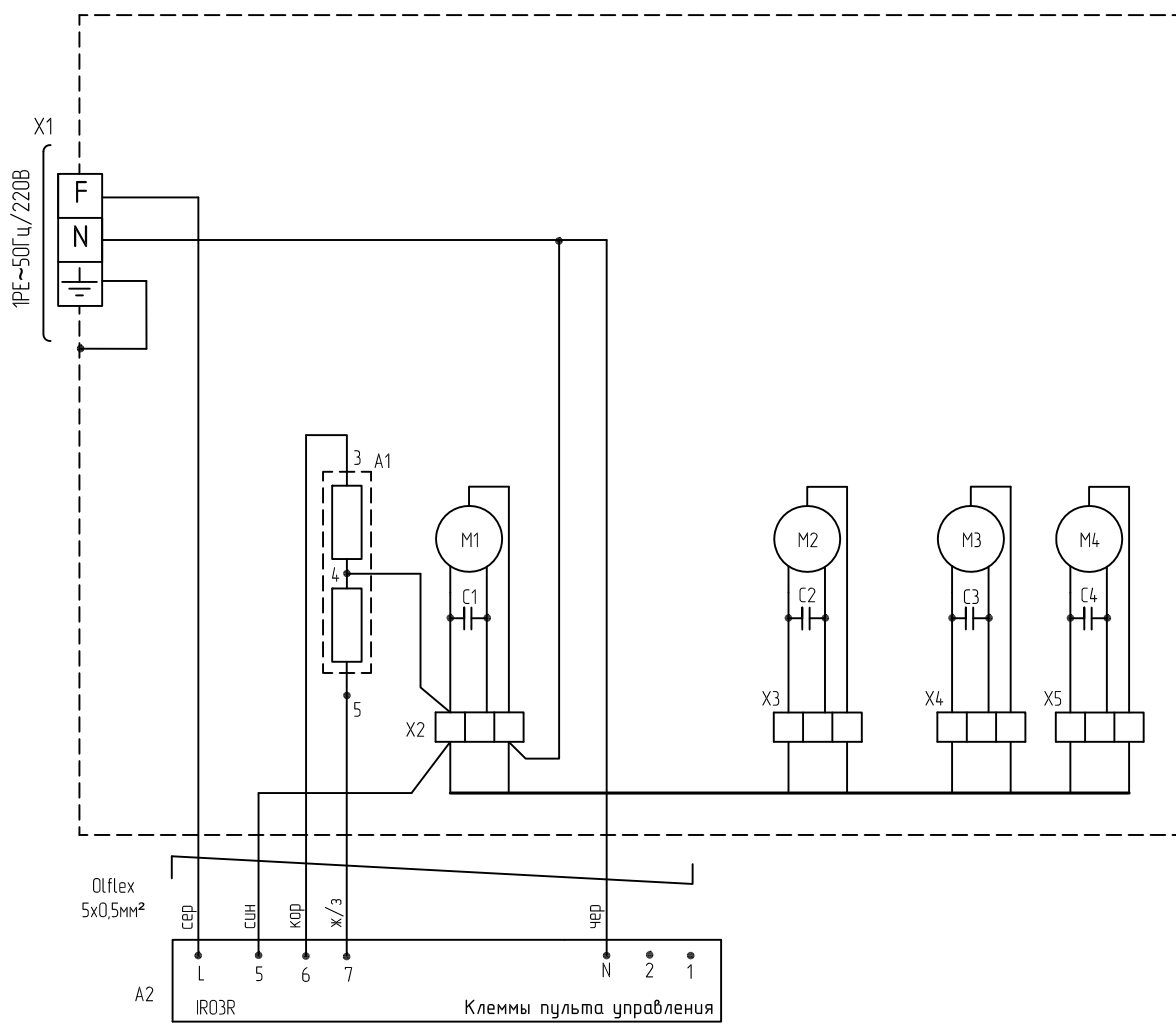 X1
1PE~50Гц/220В
F
N
3
A1
4
5
M1
C1
X2
M2
C2
X3
M3
C3
X4
M4
C4
X5
Olflex
5x0,5мм²
сер
син
кор
ж/з
чер
L
5
6
7
N
2
1
A2
IR03R
Клеммы пульта управления